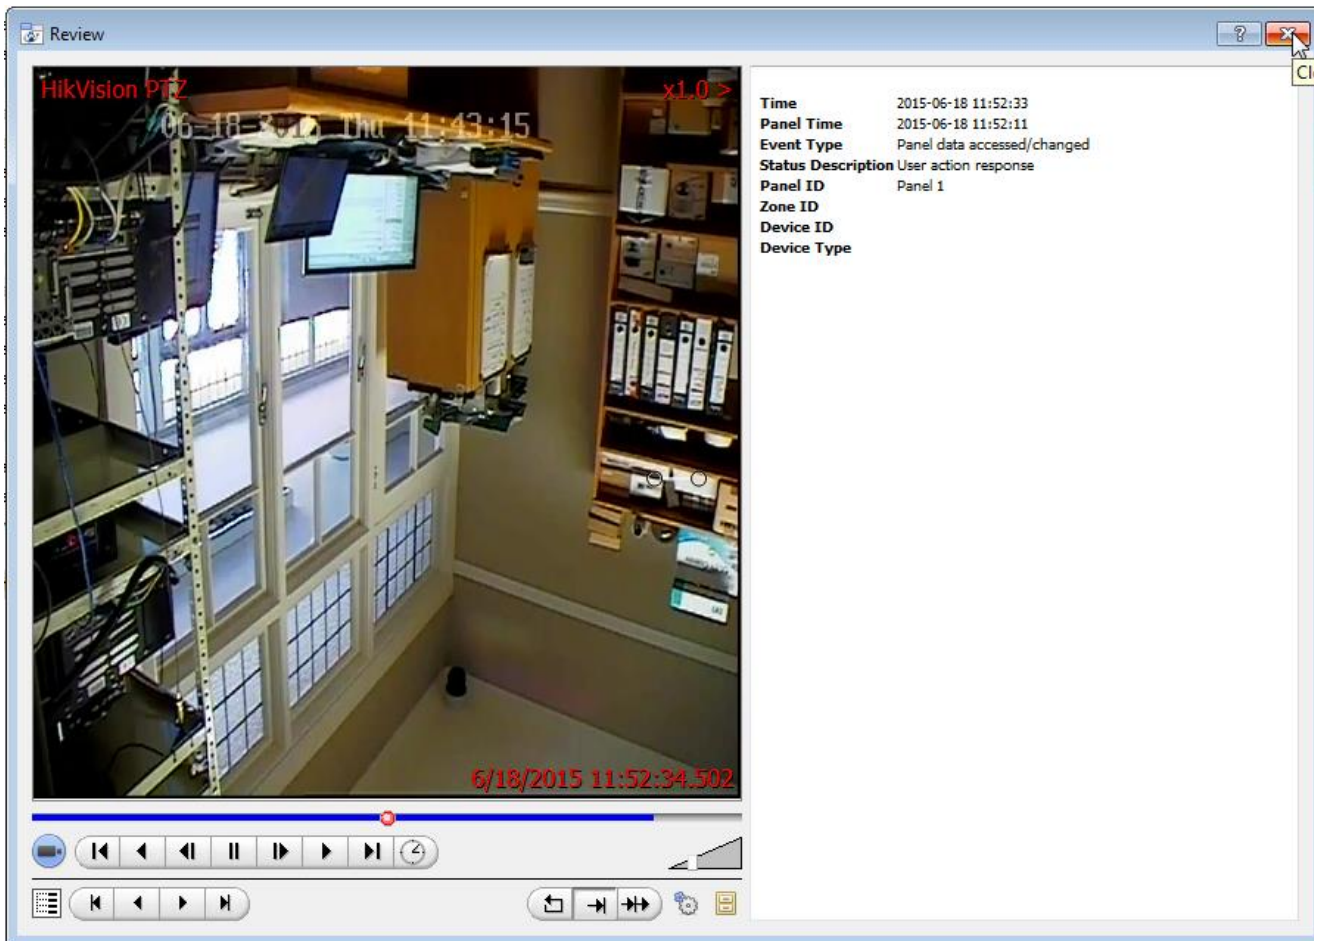 Review
?
Cl
HikVision PTZ
x1.0 >
06-18-2015 Thu 11:43:15
6/18/2015 11:52:34.502
Time 2015-06-18 11:52:33
Panel Time 2015-06-18 11:52:11
Event Type Panel data accessed/changed
Status Description User action response
Panel ID Panel 1
Zone ID
Device ID
Device Type